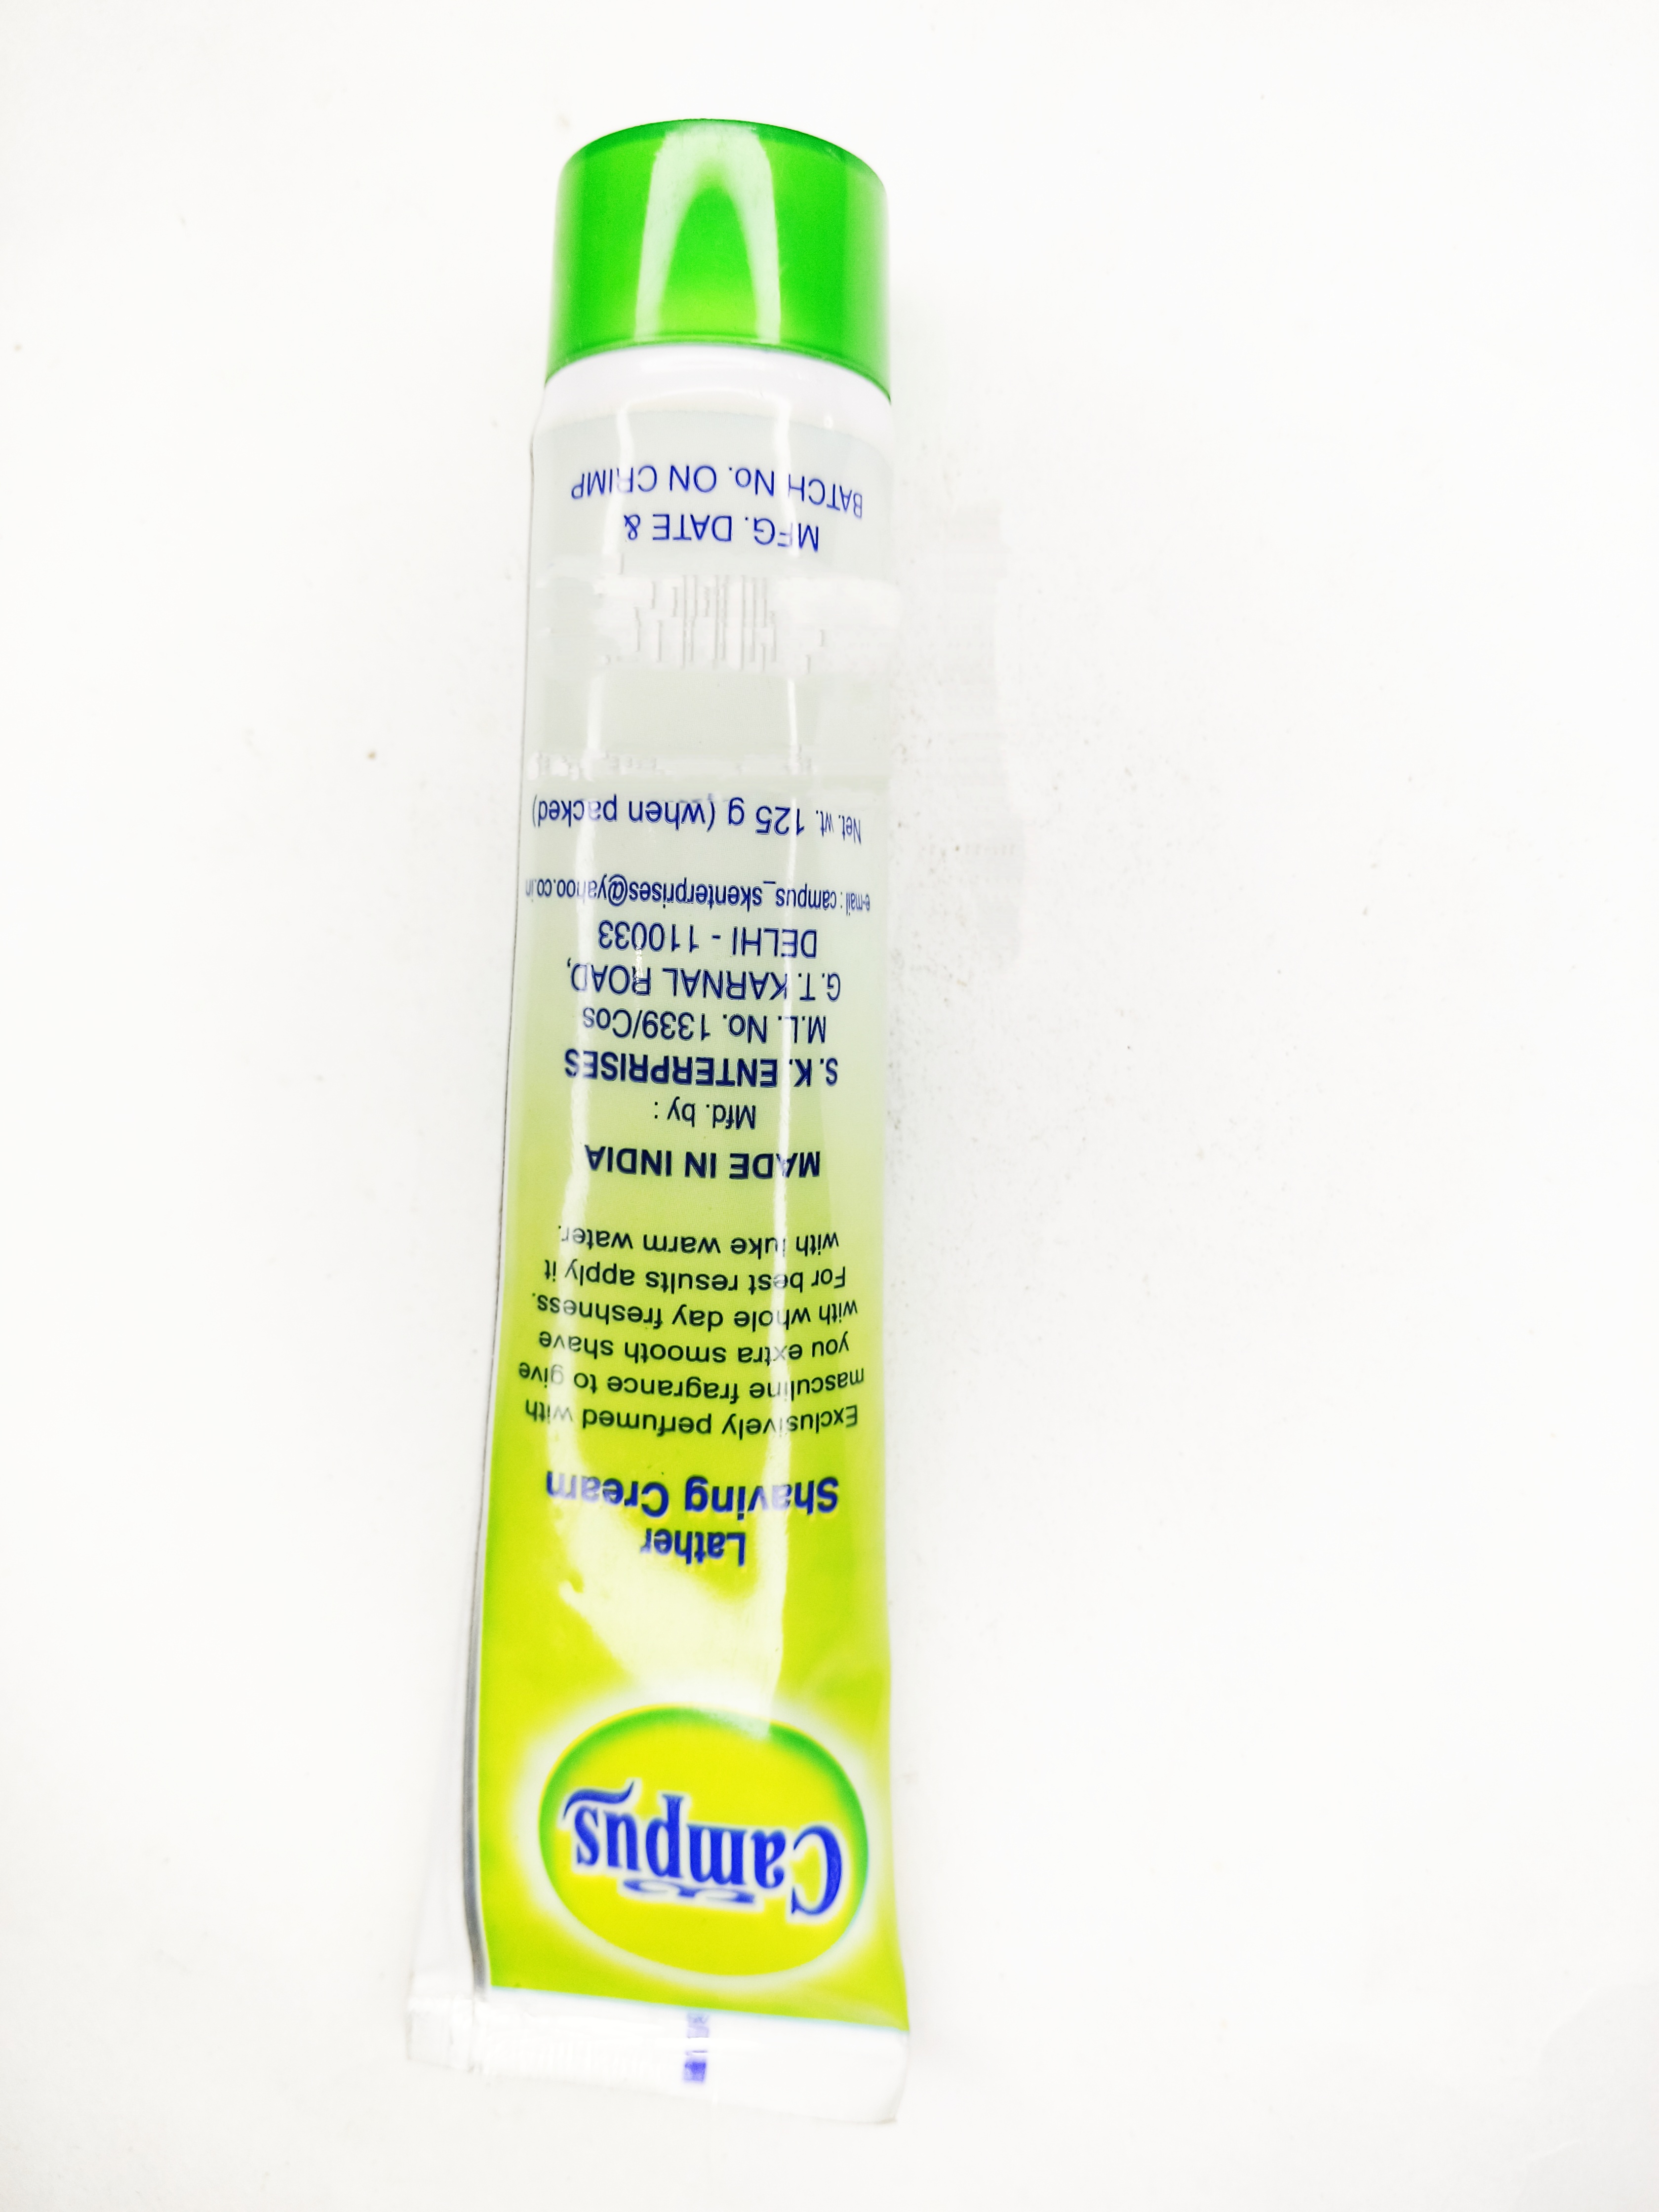 Campus
Lather
Shaving Cream
Exclusively perfumed with
masculine fragrance to give
you extra smooth shave
with whole day freshness.
For best results apply it
with luke warm water.
MADE IN INDIA
Mfd. by :
S. K. ENTERPRISES
M.L. No. 1339/Cos
G.T. KARNAL ROAD,
DELHI - 110033
e-mail : campus_skenterprises@yahoo.co.in
Net. wt. 125 g (when packed)
MFG. DATE &
BATCH No. ON CRIMP